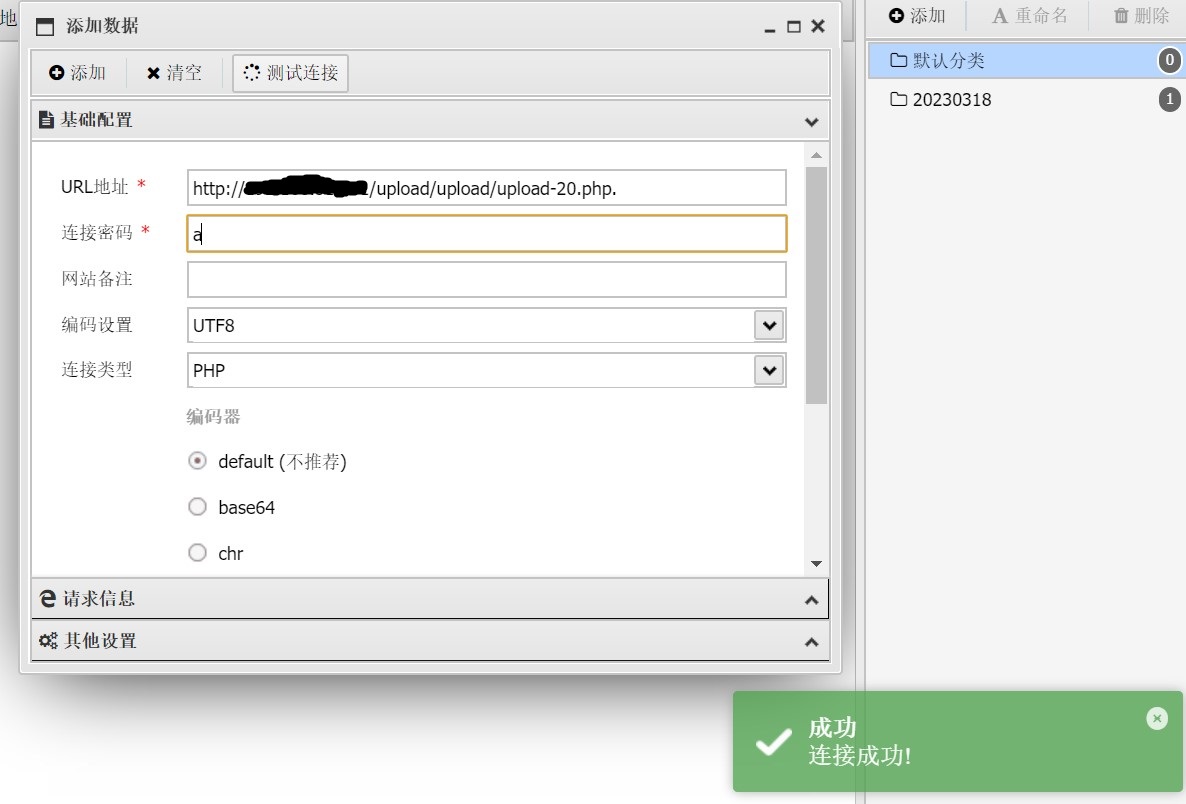 地
添加数据
添加
清空
测试连接
基础配置
URL地址 *
http://
/upload/upload/upload-20.php.
连接密码 *
a
网站备注
编码设置
UTF8
连接类型
PHP
编码器
default (不推荐)
base64
chr
请求信息
其他设置
添加
重命名
删除
默认分类
0
20230318
1
成功
连接成功!